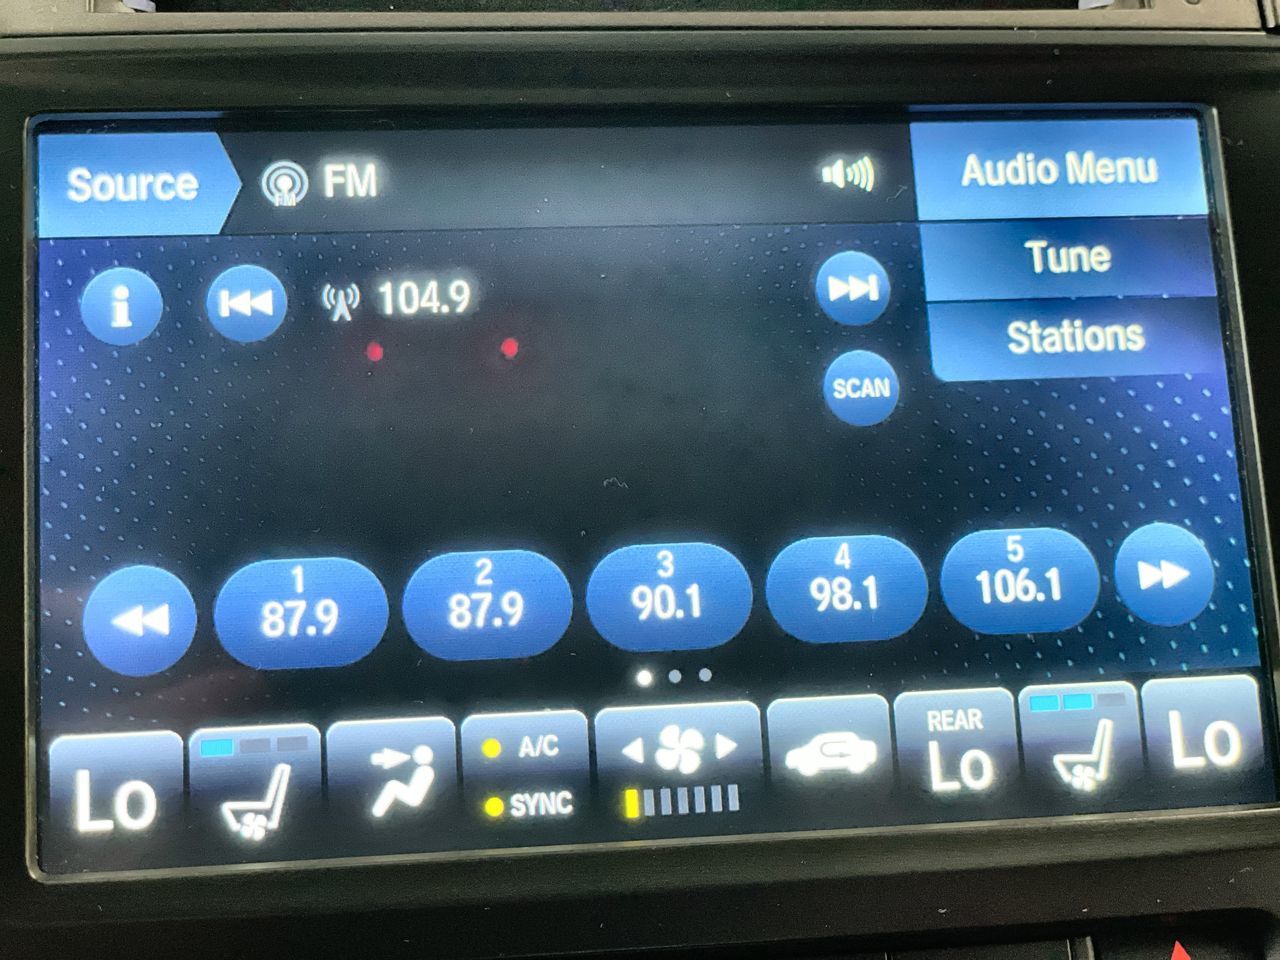 Source
FM
FM
Audio Menu
Tune
Stations
i
104.9
SCAN
1
87.9
2
87.9
3
90.1
4
98.1
5
106.1
Lo
A/C
SYNC
REAR
Lo
Lo